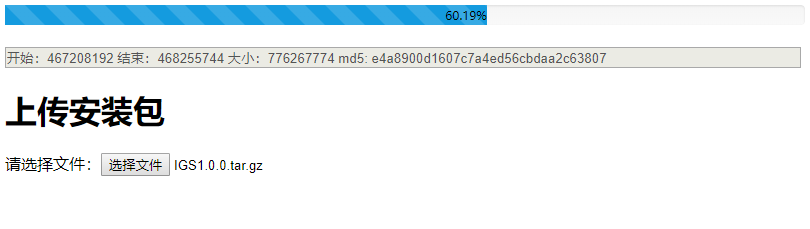 60.19%
开始：467208192 结束：468255744 大小：776267774 md5: e4a8900d1607c7a4ed56cbdaa2c63807
上传安装包
请选择文件：选择文件 IGS1.0.0.tar.gz